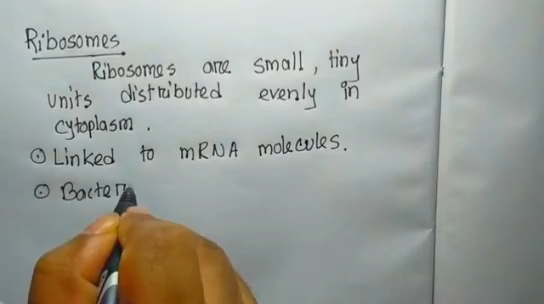 Ribosomes
Ribosomes are small, tiny
units distributed evenly in
cytoplasm.
⊙ Linked to mRNA molecules.
⊙ Bacter